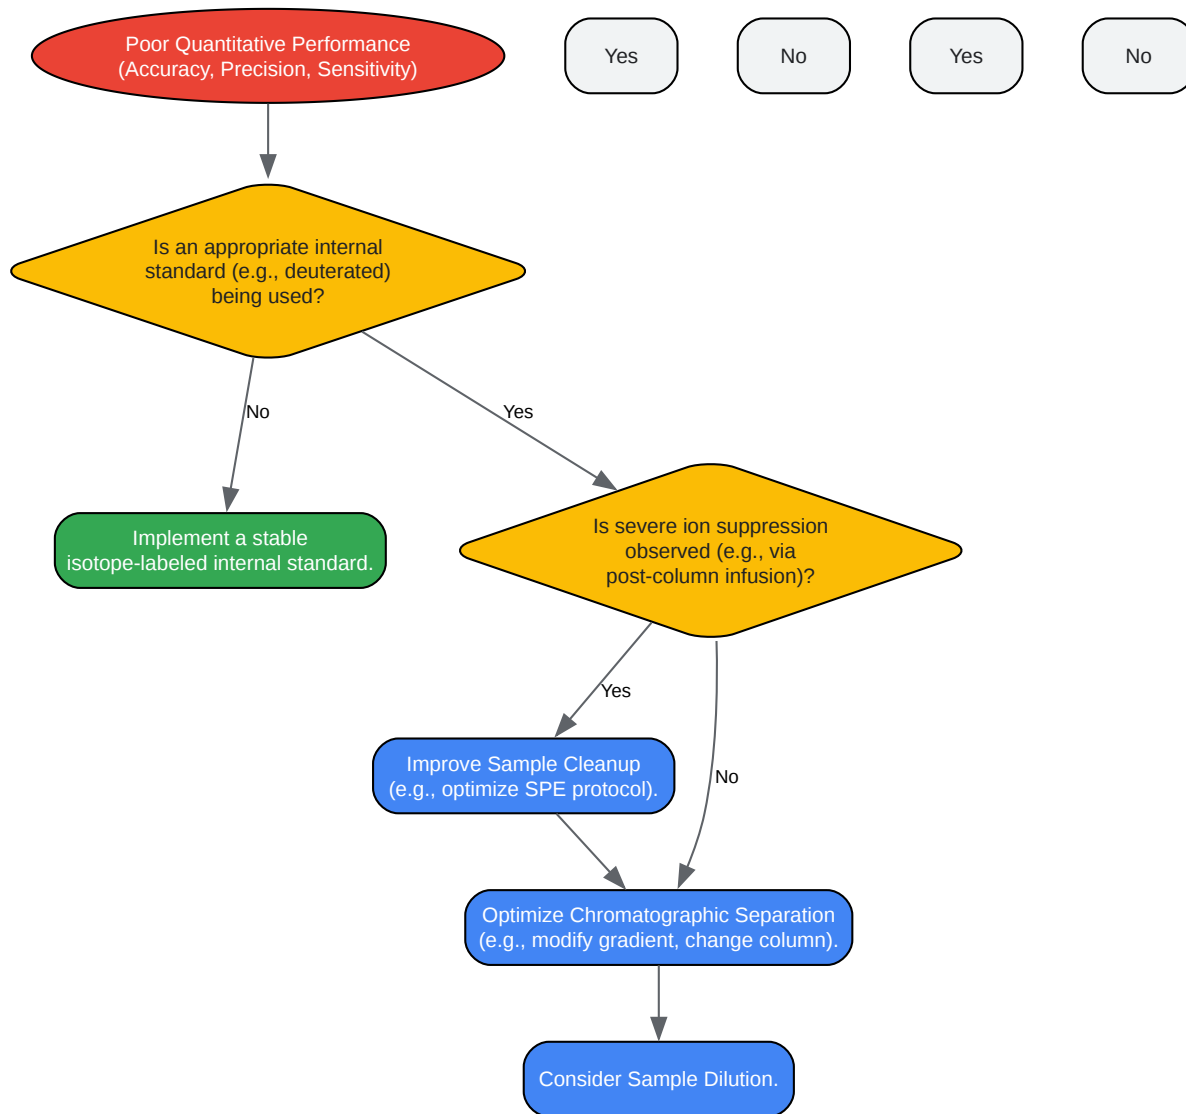 Poor Quantitative Performance
(Accuracy, Precision, Sensitivity)
Yes
No
Yes
No
Is an appropriate internal
standard (e.g., deuterated)
being used?
No
Yes
Implement a stable
isotope-labeled internal standard.
Is severe ion suppression
observed (e.g., via
post-column infusion)?
Yes
No
Improve Sample Cleanup
(e.g., optimize SPE protocol).
Optimize Chromatographic Separation
(e.g., modify gradient, change column).
Consider Sample Dilution.